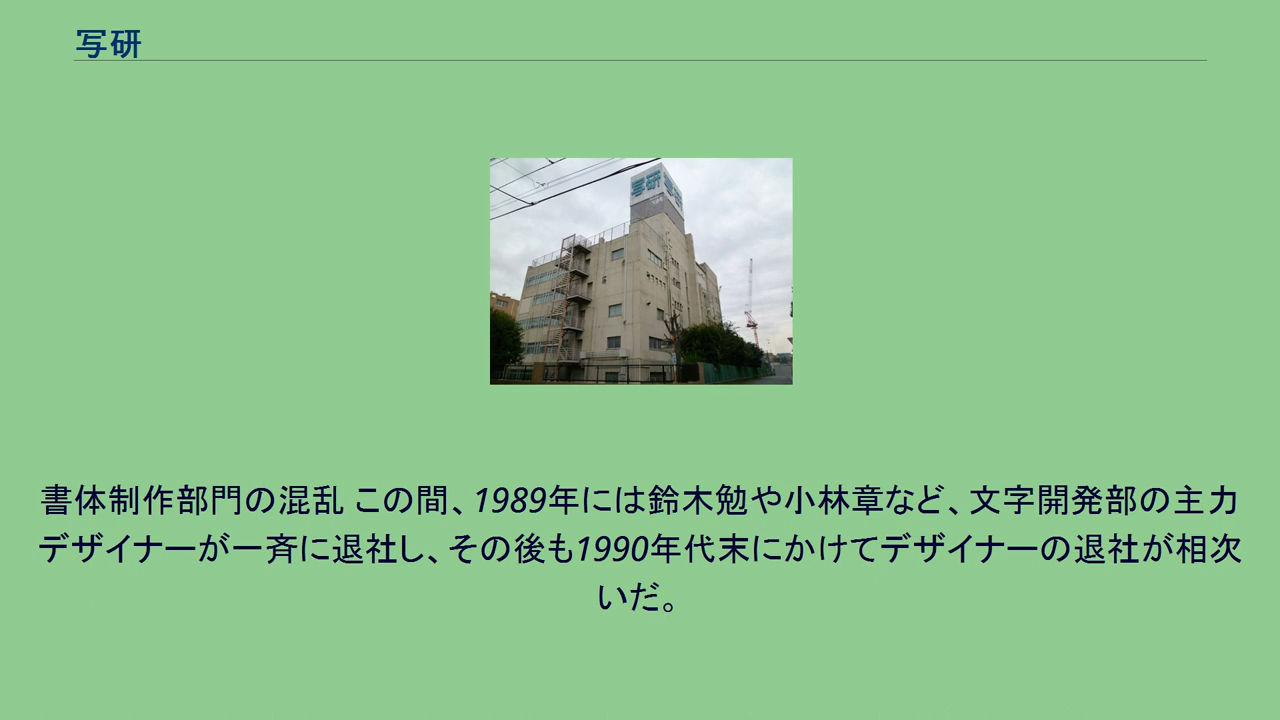 写研
写研 写研
書体制作部門の混乱 この間、1989年には鈴木勉や小林章など、文字開発部の主力
デザイナーが一斉に退社し、その後も1990年代末にかけてデザイナーの退社が相次
いだ。